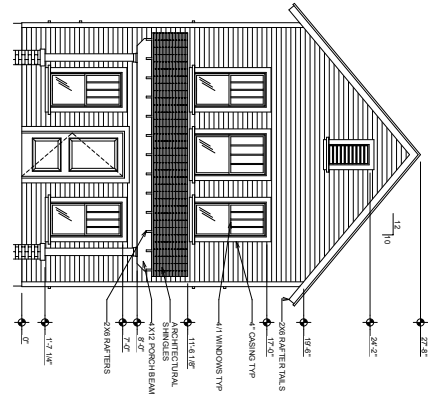 27'-8"
24'-2"
12
10
19'-6"
2X6 RAFTER TAILS
17'-0"
4" CASING TYP
4/1 WINDOWS TYP
11'-6 1/8"
ARCHITECTURAL
SHINGLES
4X12 PORCH BEAM
8'-0"
7'-0"
2X6 RAFTERS
1'-7 1/4"
0"